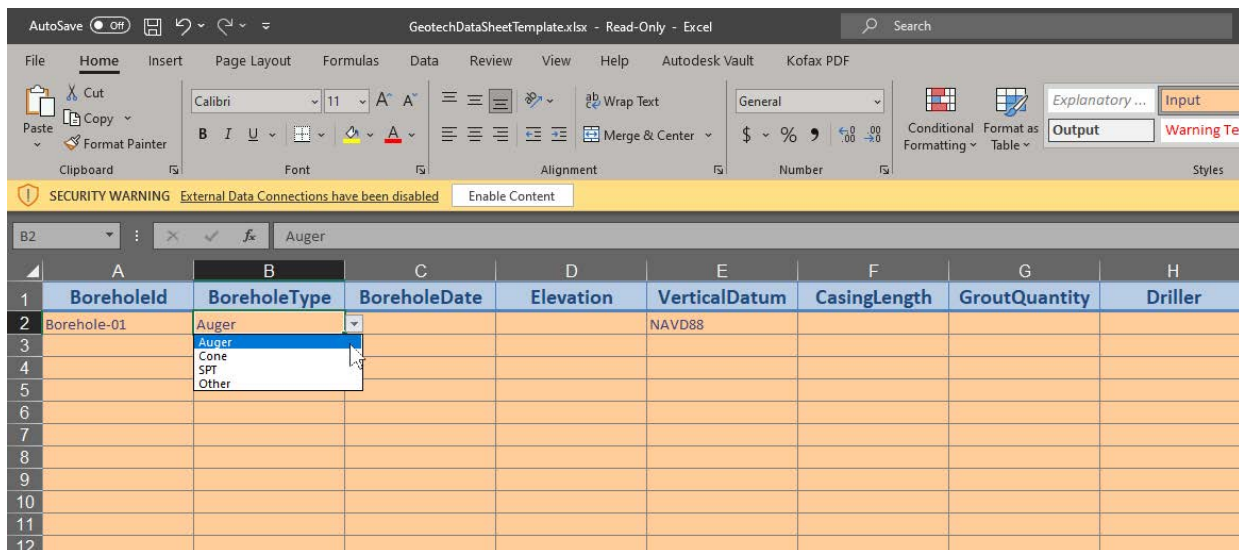 AutoSave Off GeotechDataSheetTemplate.xlsx - Read-Only - Excel Search
File Home Insert Page Layout Formulas Data Review View Help Autodesk Vault Kofax PDF
Paste
Cut
Copy
Format Painter
Clipboard
Calibri 11 A^ A˅
B I U A
Font
ab Wrap Text
Merge & Center
Alignment
General
$ % 9 .00 .00
Number
Conditional Formatting
Format as Table
Explanatory ... Input
Output Warning Te
Styles
SECURITY WARNING External Data Connections have been disabled Enable Content
B2 fx Auger
A B C D E F G H
1 BoreholeId BoreholeType BoreholeDate Elevation VerticalDatum CasingLength GroutQuantity Driller
2 Borehole-01 Auger NAVD88
3 Auger
Cone
4 SPT
5 Other
6
7
8
9
10
11
12